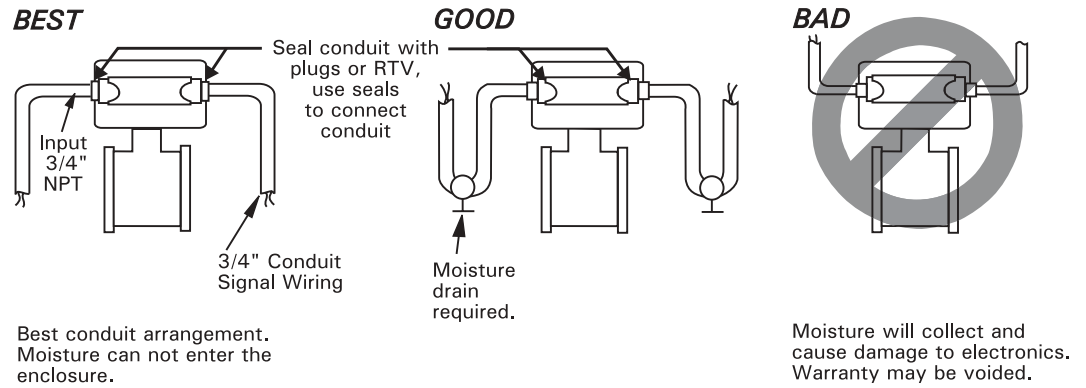 BEST
GOOD
BAD
Seal conduit with
plugs or RTV,
use seals
to connect
conduit
Input
3/4"
NPT
3/4" Conduit
Signal Wiring
Moisture
drain
required.
Best conduit arrangement.
Moisture can not enter the
enclosure.
Moisture will collect and
cause damage to electronics.
Warranty may be voided.